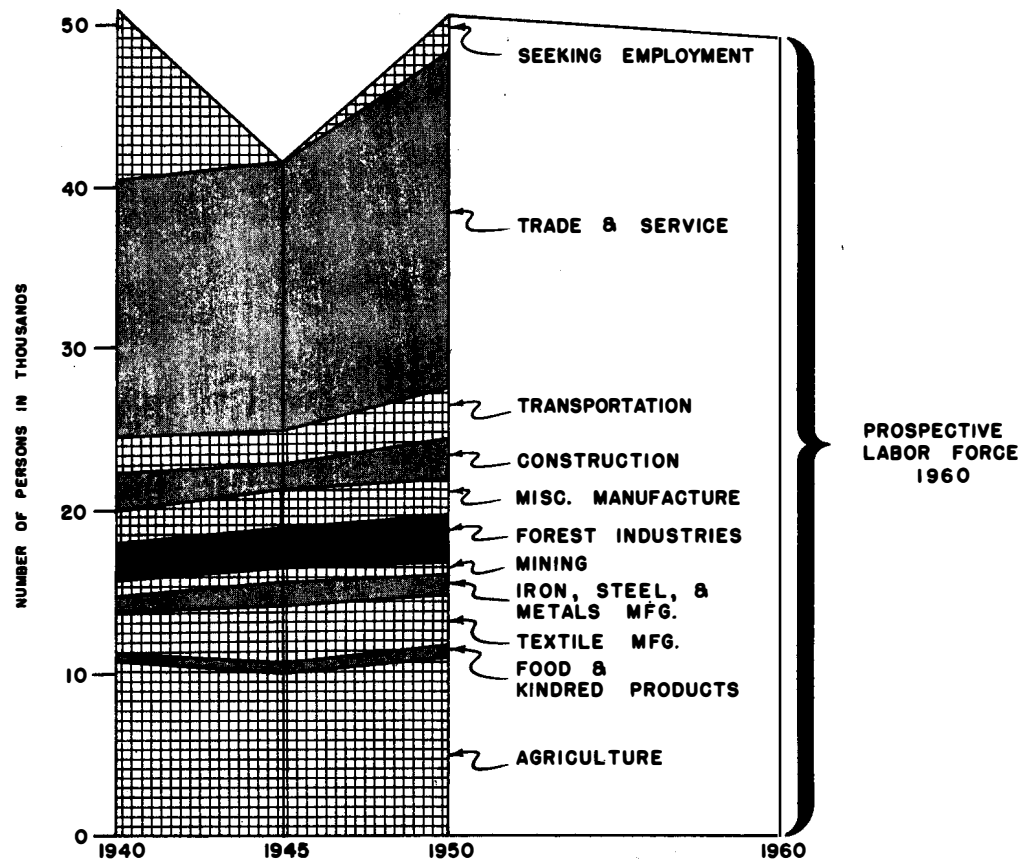 NUMBER OF PERSONS IN THOUSANDS
50
40
30
20
10
0
1940
1945
1950
1960
SEEKING EMPLOYMENT
TRADE & SERVICE
TRANSPORTATION
CONSTRUCTION
MISC. MANUFACTURE
FOREST INDUSTRIES
MINING
IRON, STEEL, &
METALS MFG.
TEXTILE MFG.
FOOD &
KINDRED PRODUCTS
AGRICULTURE
PROSPECTIVE
LABOR FORCE
1960